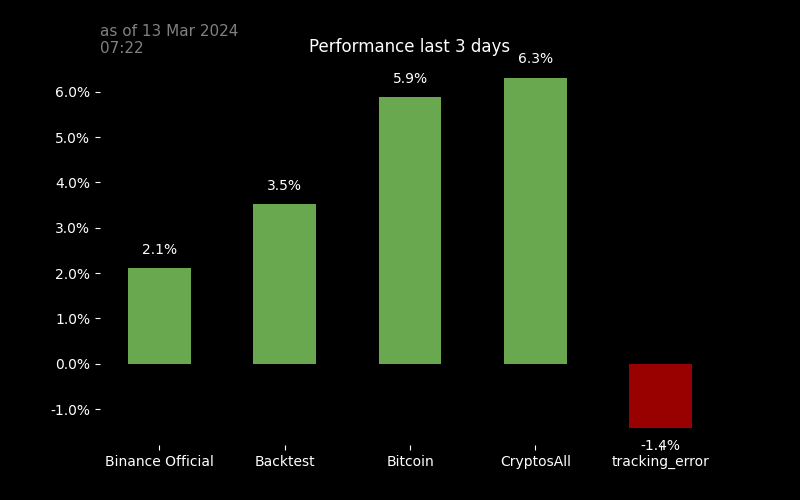 as of 13 Mar 2024
07:22
Performance last 3 days
6.3%
5.9%
6.0%
5.0%
3.5%
4.0%
3.0%
2.1%
2.0%
1.0%
0.0%
-1.0%
-1.4%
Binance Official
Backtest
Bitcoin
CryptosAll
tracking_error